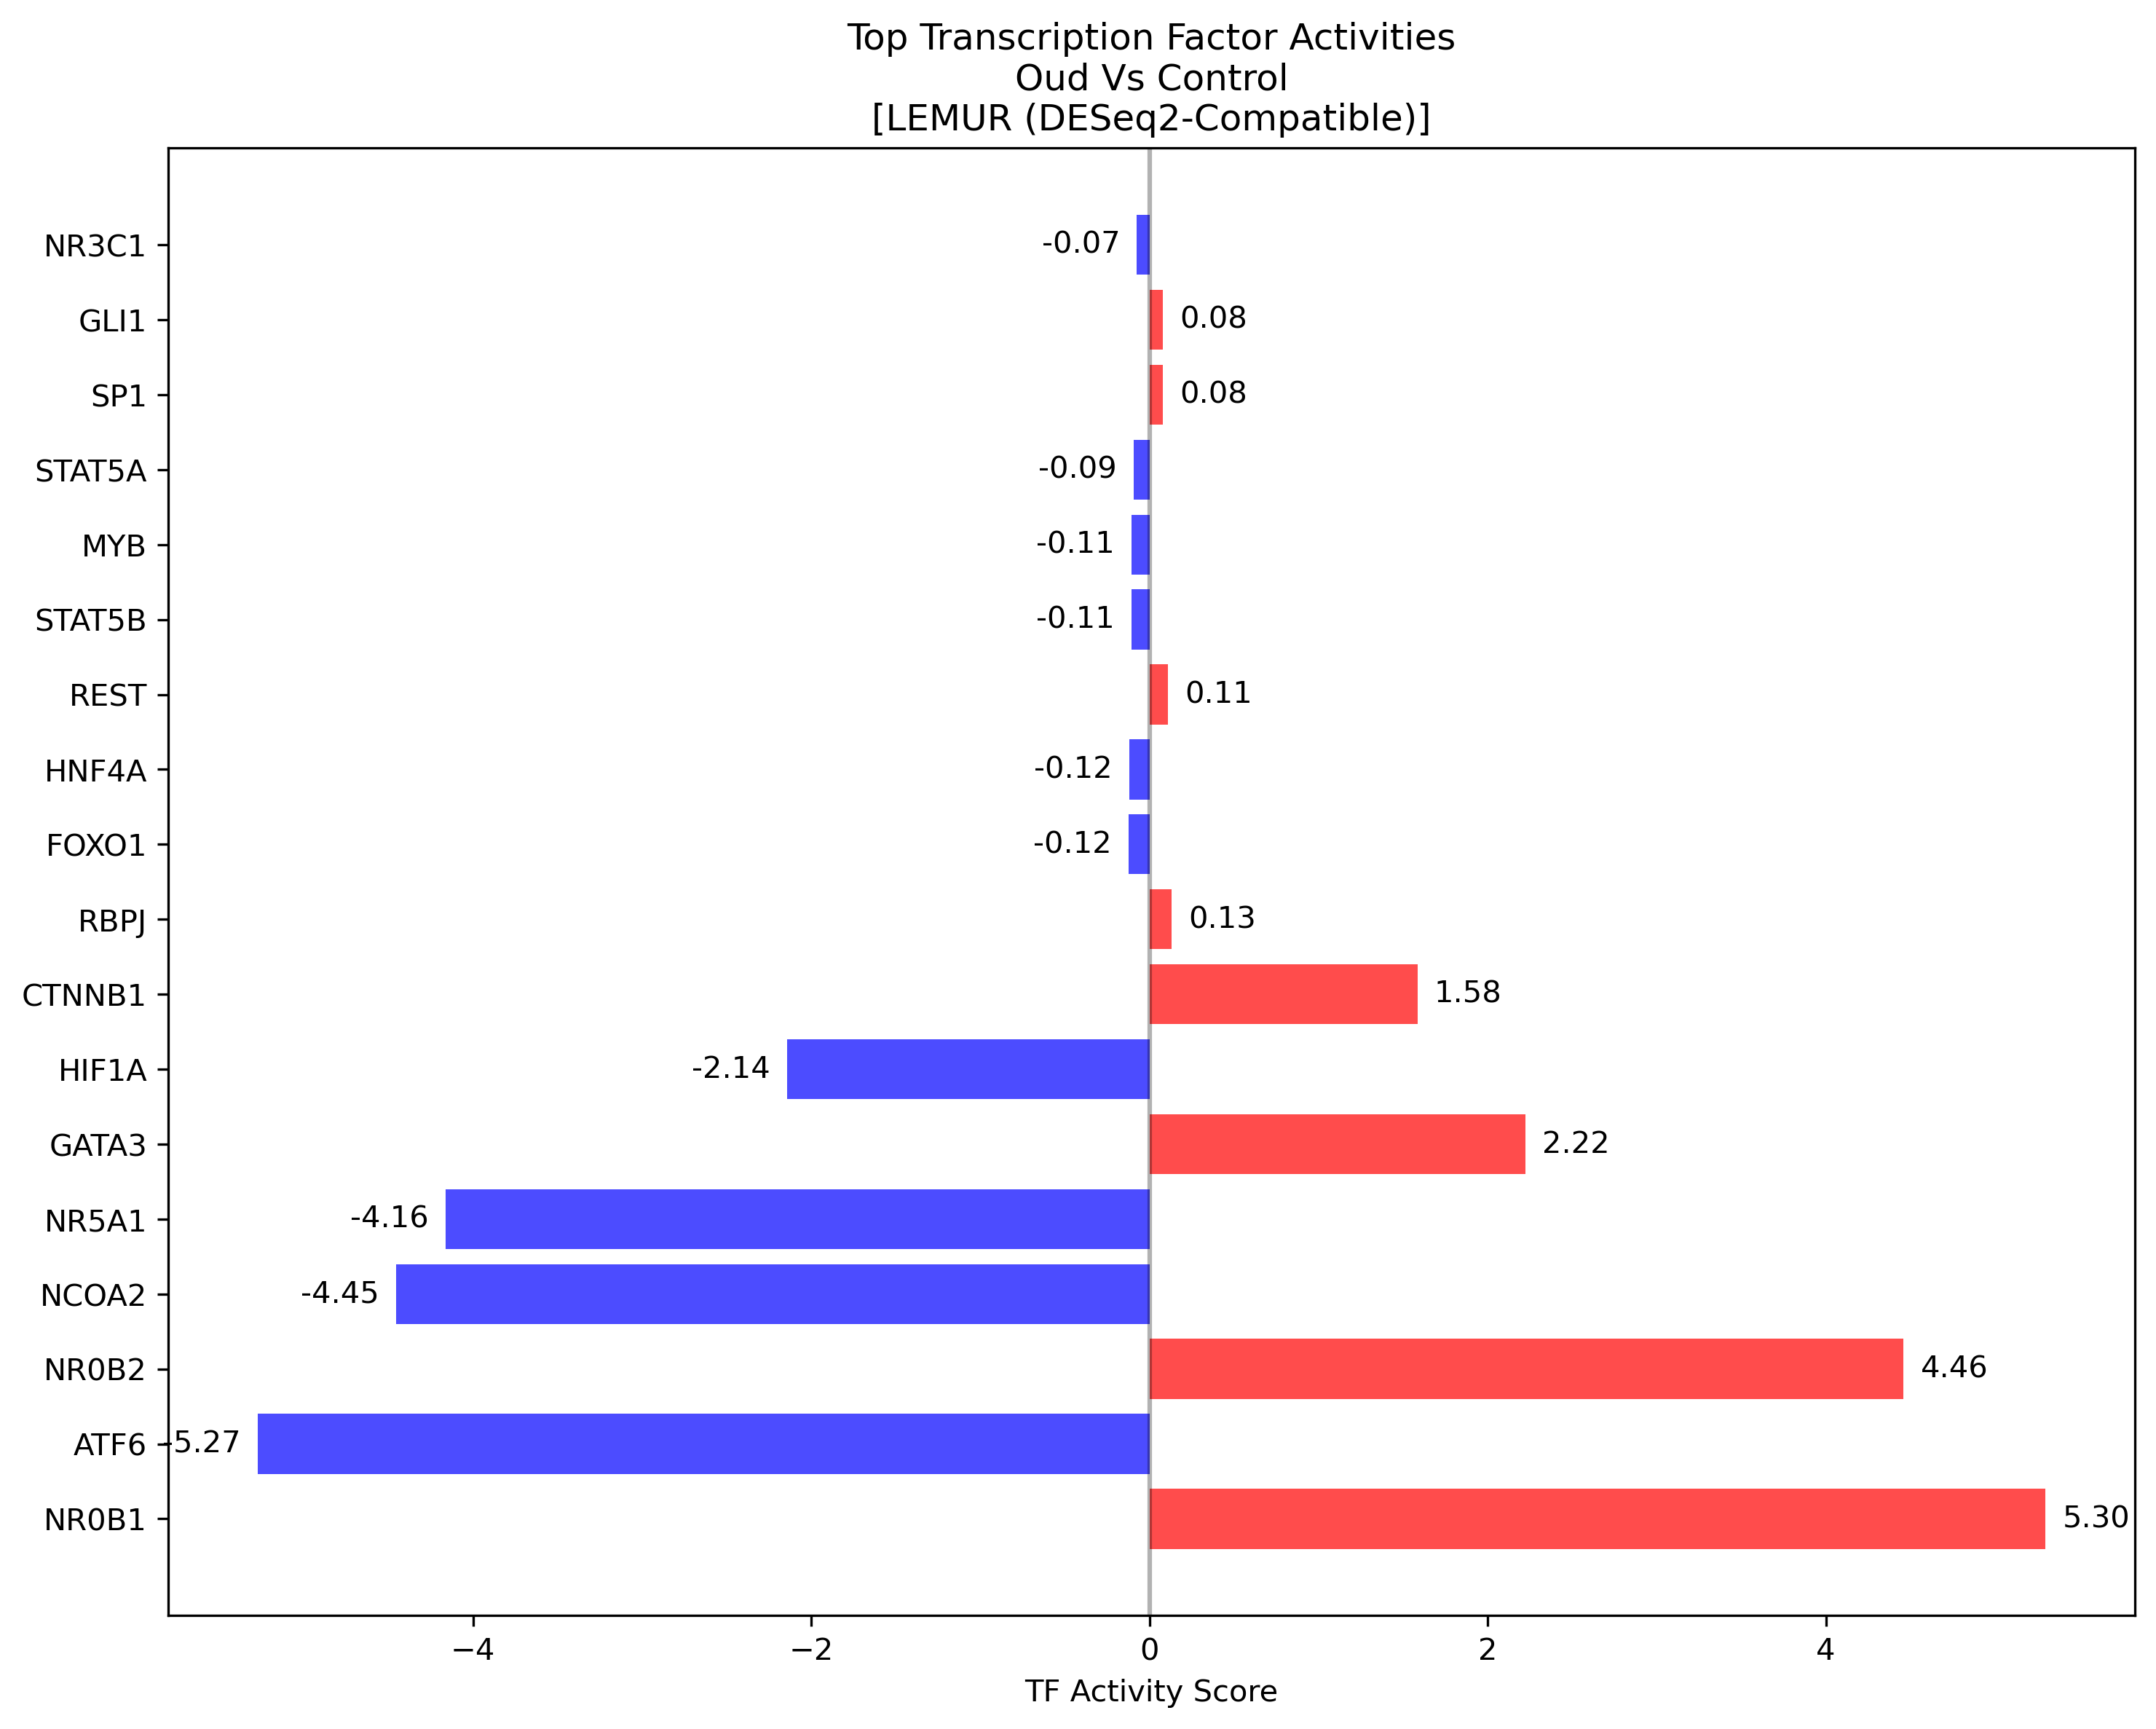 Top Transcription Factor Activities
Oud Vs Control
[LEMUR (DESeq2-Compatible)]
NR3C1 -0.07
GLI1 0.08
SP1 0.08
STAT5A -0.09
MYB -0.11
STAT5B -0.11
REST 0.11
HNF4A -0.12
FOXO1 -0.12
RBPJ 0.13
CTNNB1 1.58
HIF1A -2.14
GATA3 2.22
NR5A1 -4.16
NCOA2 -4.45
NR0B2 4.46
ATF6 -5.27
NR0B1 5.30
−4 −2 0 2 4
TF Activity Score